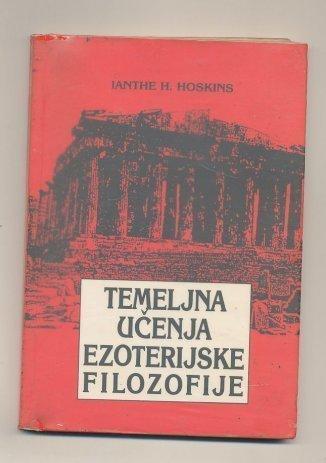 IANTHE H. HOSKINS
TEMELJNA
UČENJA
EZOTERIJSKE
FILOZOFIJE